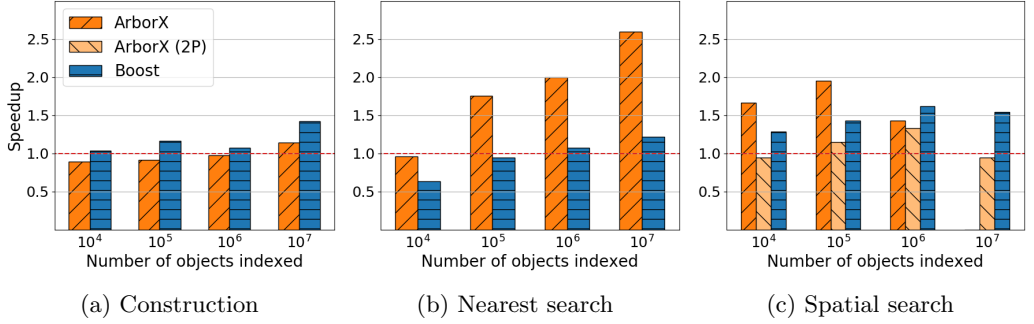 ArborX
ArborX (2P)
Boost
Speedup
2.5
2.0
1.5
1.0
0.5
10^4 10^5 10^6 10^7
Number of objects indexed
(a) Construction
2.5
2.0
1.5
1.0
0.5
10^4 10^5 10^6 10^7
Number of objects indexed
(b) Nearest search
2.5
2.0
1.5
1.0
0.5
10^4 10^5 10^6 10^7
Number of objects indexed
(c) Spatial search